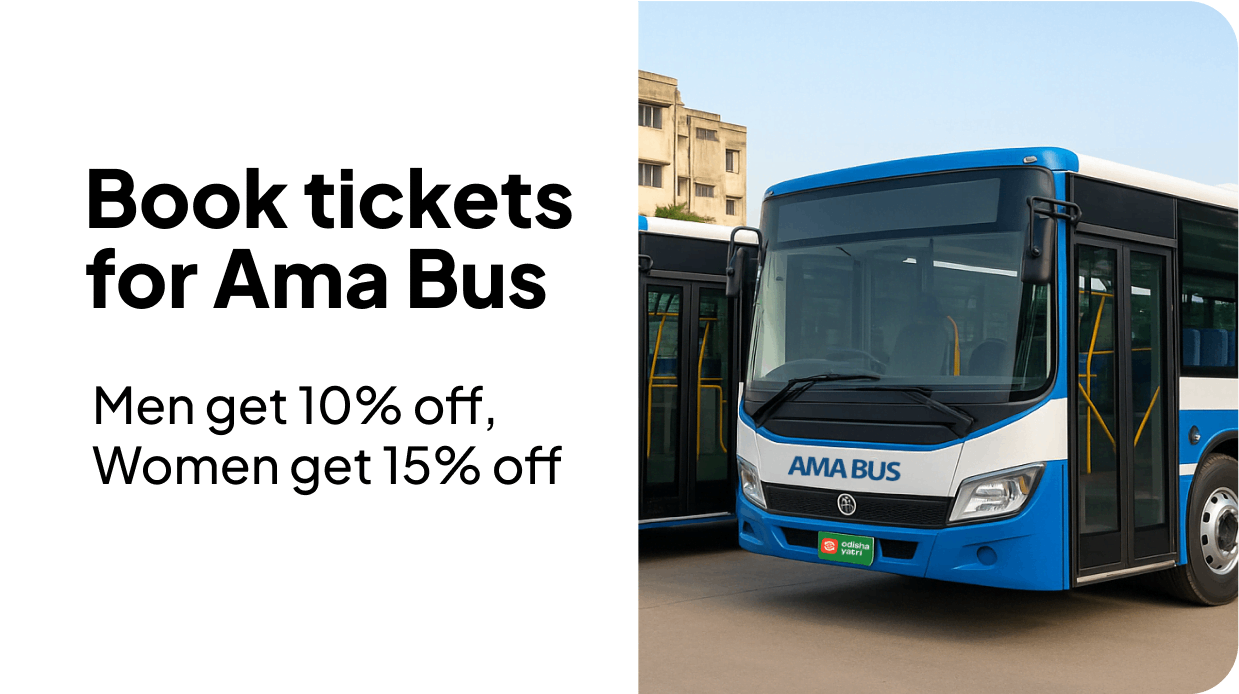 Book tickets
for Ama Bus
Men get 10% off,
Women get 15% off
AMA BUS
odisha
yatri